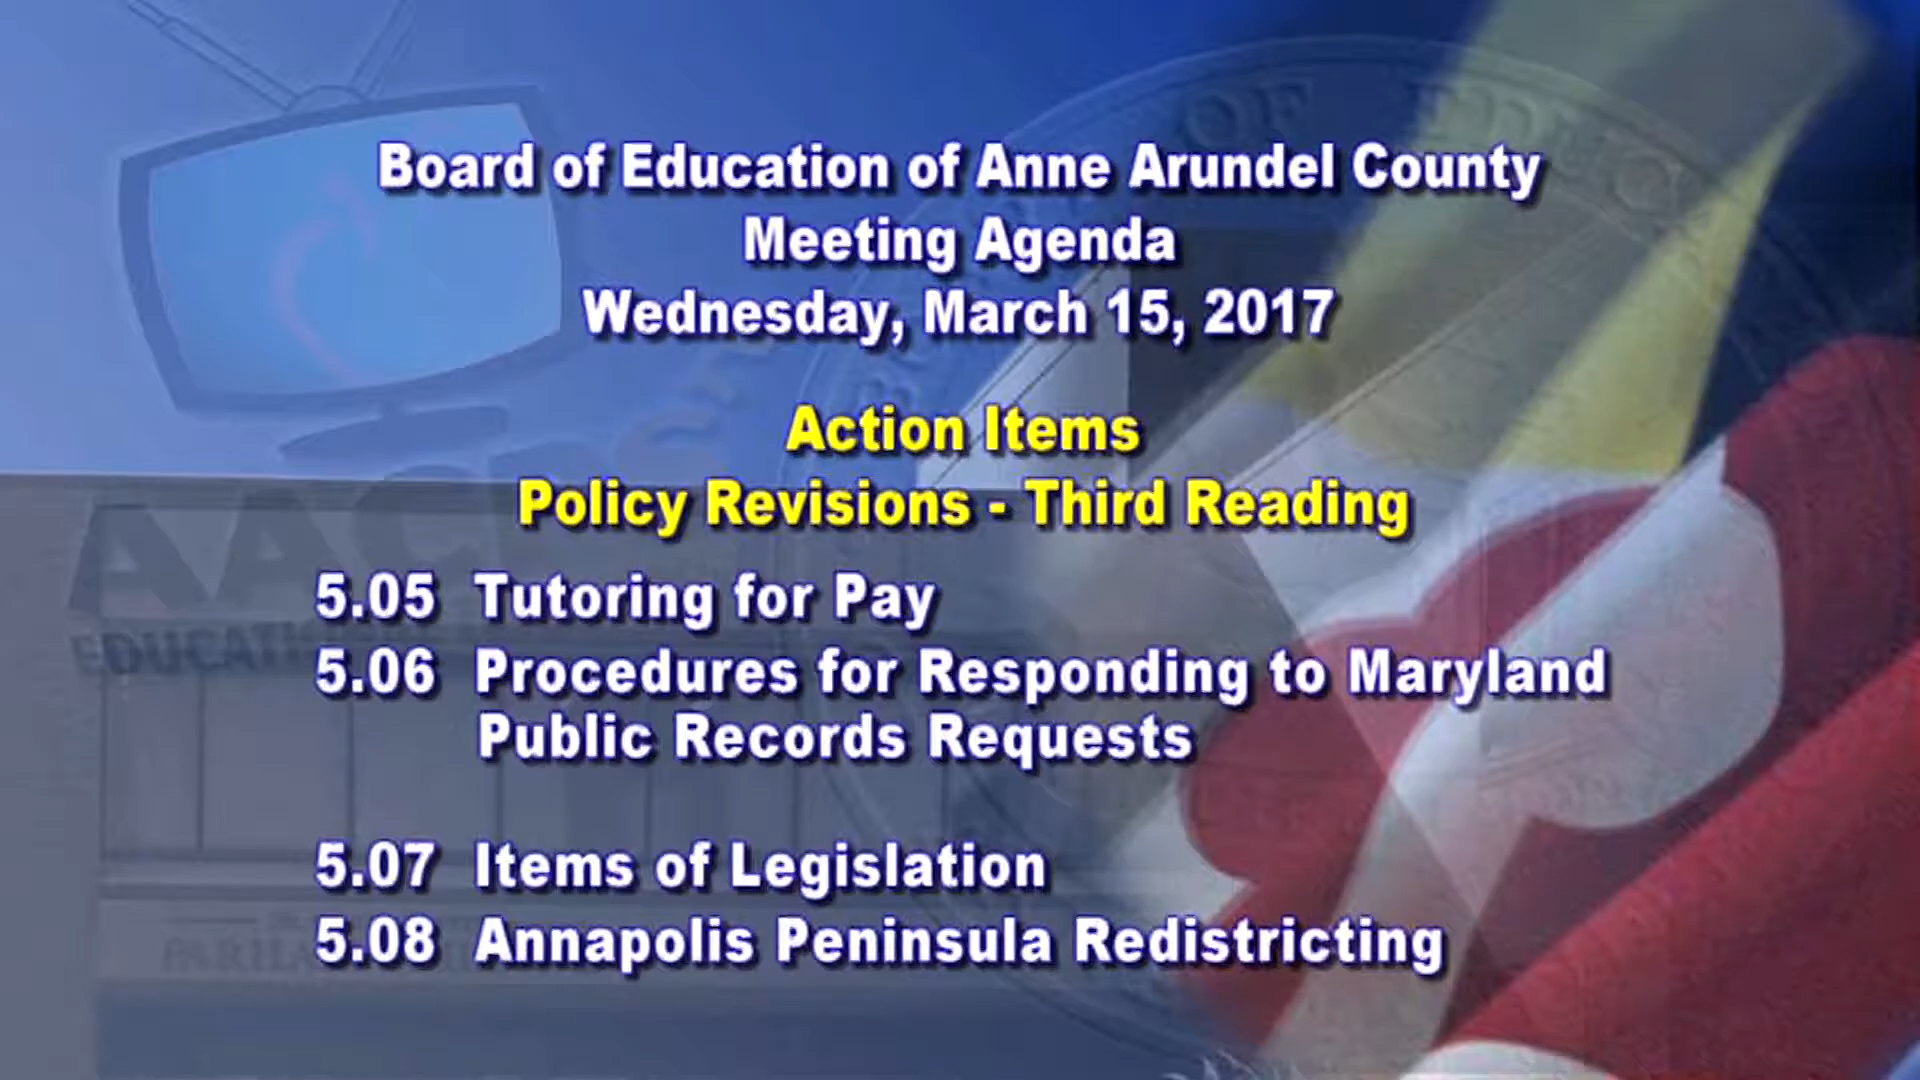 Board of Education of Anne Arundel County
Meeting Agenda
Wednesday, March 15, 2017
Action Items
Policy Revisions - Third Reading
5.05 Tutoring for Pay
5.06 Procedures for Responding to Maryland
Public Records Requests
5.07 Items of Legislation
5.08 Annapolis Peninsula Redistricting